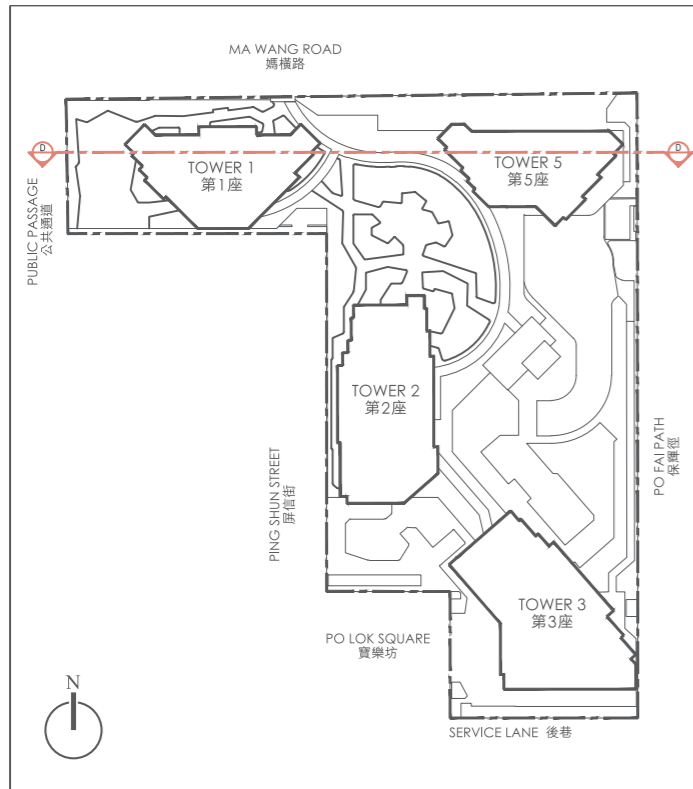 MA WANG ROAD
媽橫路
D
D
TOWER 1
第1座
TOWER 5
第5座
PUBLIC PASSAGE
公共通道
TOWER 2
第2座
PING SHUN STREET
屏信街
PO FAI PATH
保輝徑
TOWER 3
第3座
PO LOK SQUARE
寶樂坊
N
SERVICE LANE 後巷